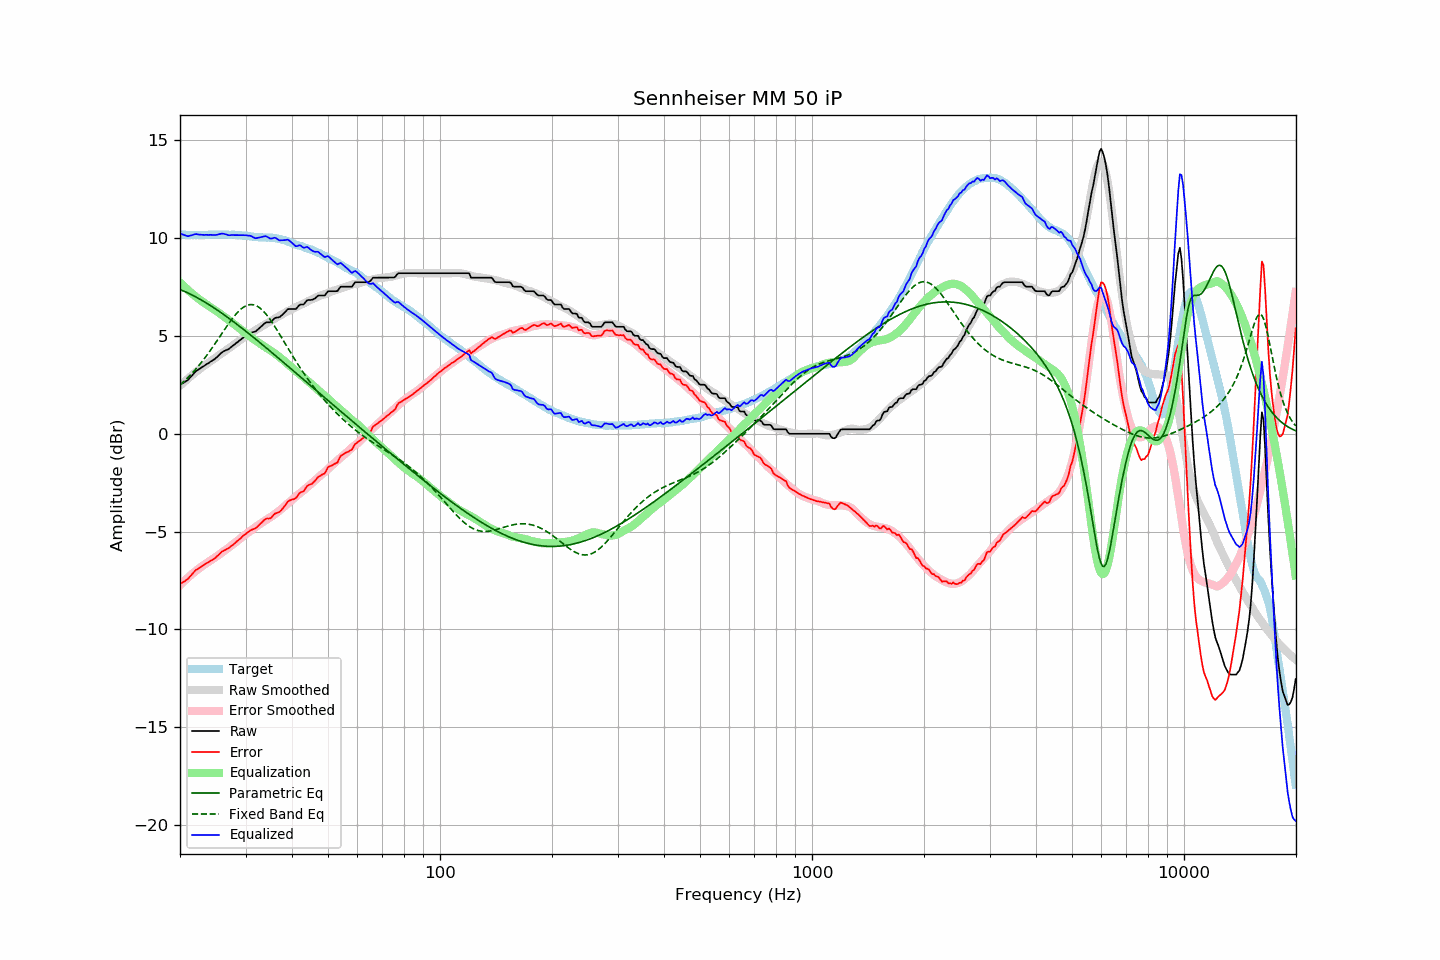 Sennheiser MM 50 iP
15
10
5
0
−5
−10
−15
−20
Amplitude (dBr)
Target
Raw Smoothed
Error Smoothed
Raw
Error
Equalization
Parametric Eq
Fixed Band Eq
Equalized
100
1000
10000
Frequency (Hz)